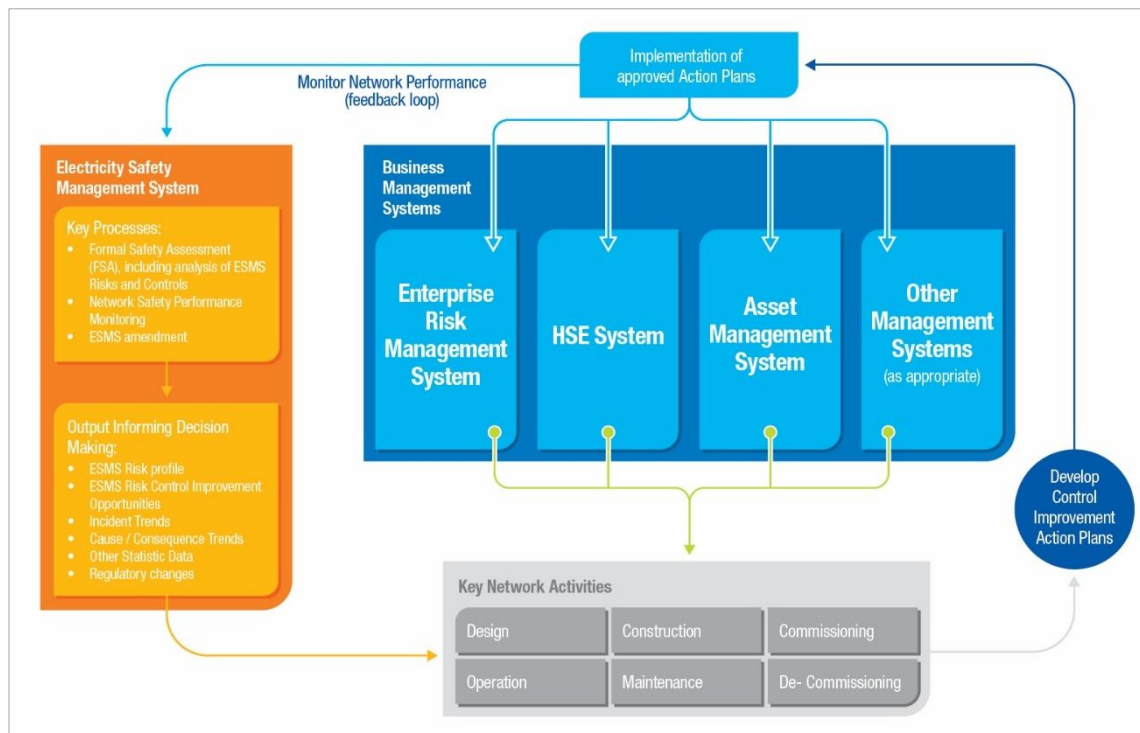 Implementation of
approved Action Plans
Monitor Network Performance
(feedback loop)
Electricity Safety
Management System
Key Processes:
• Formal Safety Assessment
(FSA), including analysis of ESMS
Risks and Controls
• Network Safety Performance
Monitoring
• ESMS amendment
Output Informing Decision
Making:
• ESMS Risk profile
• ESMS Risk Control Improvement
Opportunities
• Incident Trends
• Cause / Consequence Trends
• Other Statistic Data
• Regulatory changes
Business
Management
Systems
Enterprise
Risk
Management
System
HSE System
Asset
Management
System
Other
Management
Systems
(as appropriate)
Develop
Control
Improvement
Action Plans
Key Network Activities
Design
Construction
Commissioning
Operation
Maintenance
De- Commissioning